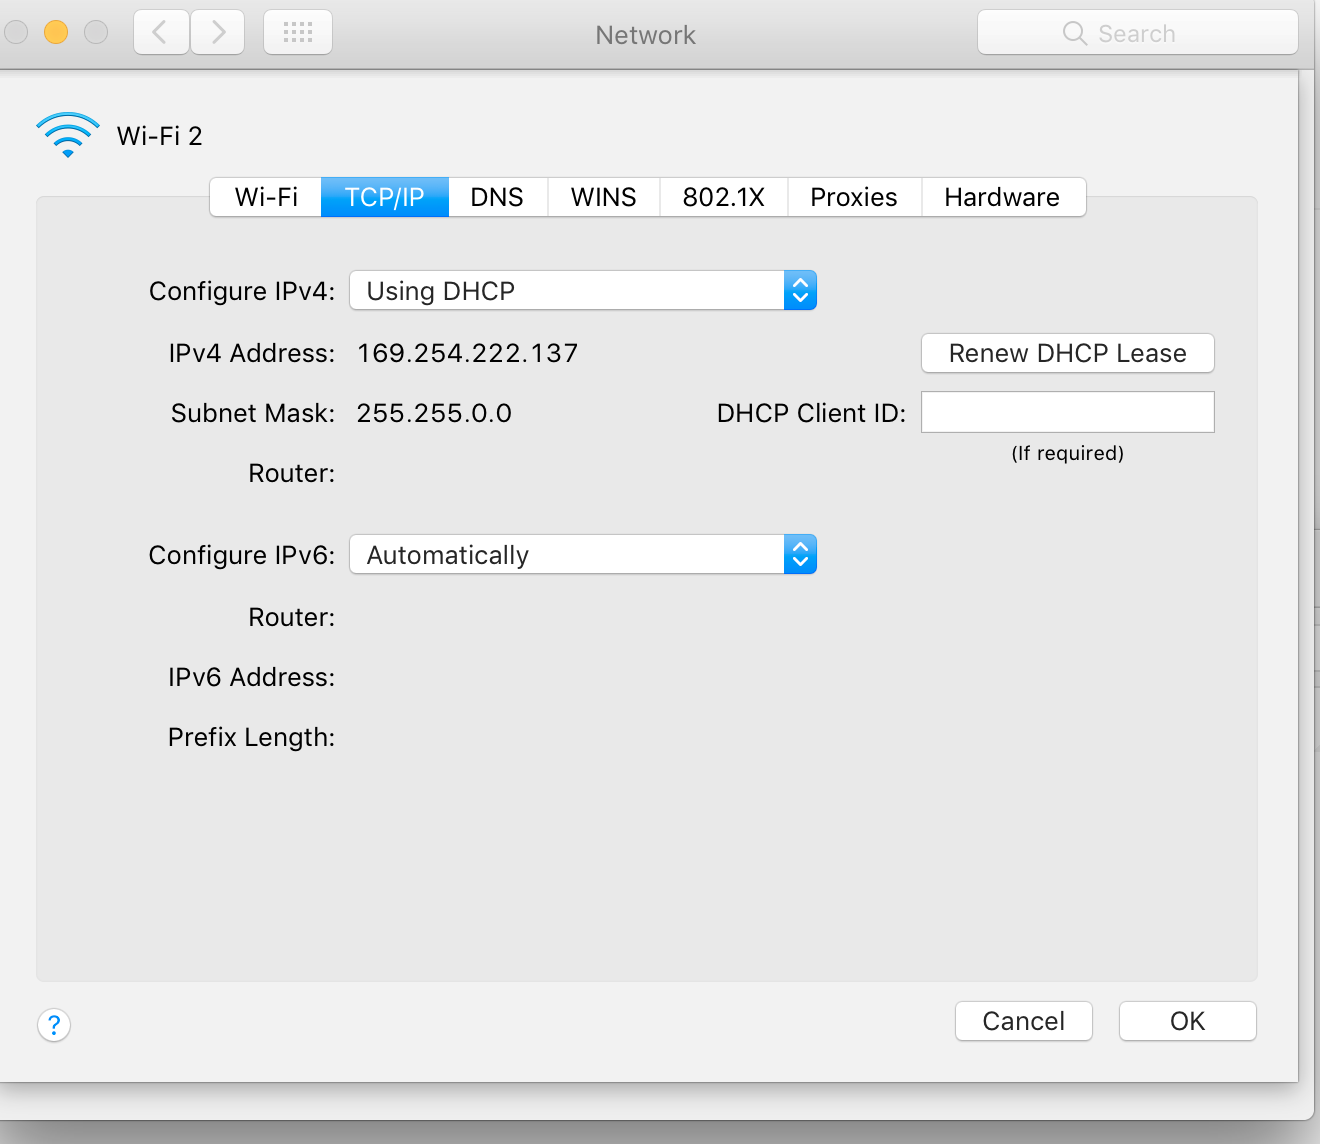 Network
Search
Wi-Fi 2
Wi-Fi TCP/IP DNS WINS 802.1X Proxies Hardware
Configure IPv4: Using DHCP
IPv4 Address: 169.254.222.137 Renew DHCP Lease
Subnet Mask: 255.255.0.0 DHCP Client ID:
(If required)
Router:
Configure IPv6: Automatically
Router:
IPv6 Address:
Prefix Length:
? Cancel OK